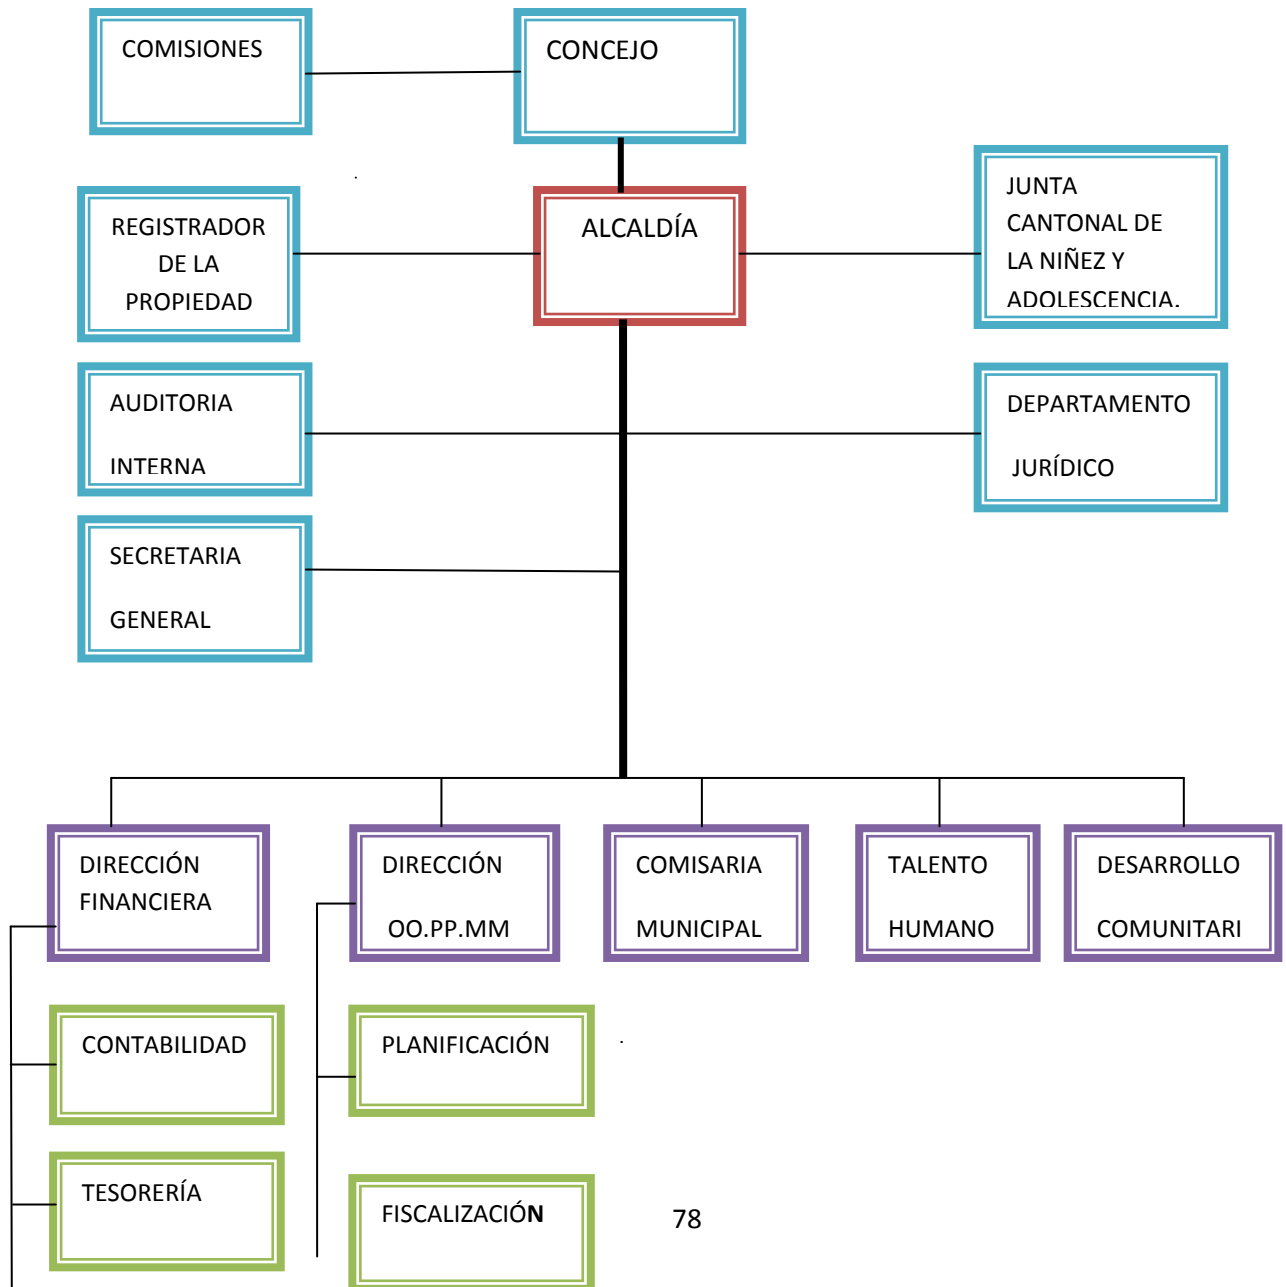 COMISIONES
CONCEJO
REGISTRADOR
DE LA
PROPIEDAD
ALCALDÍA
JUNTA
CANTONAL DE
LA NIÑEZ Y
ADOLESCENCIA.
AUDITORIA
INTERNA
DEPARTAMENTO
JURÍDICO
SECRETARIA
GENERAL
DIRECCIÓN
FINANCIERA
DIRECCIÓN
OO.PP.MM
COMISARIA
MUNICIPAL
TALENTO
HUMANO
DESARROLLO
COMUNITARI
CONTABILIDAD
PLANIFICACIÓN
TESORERÍA
FISCALIZACIÓN
78